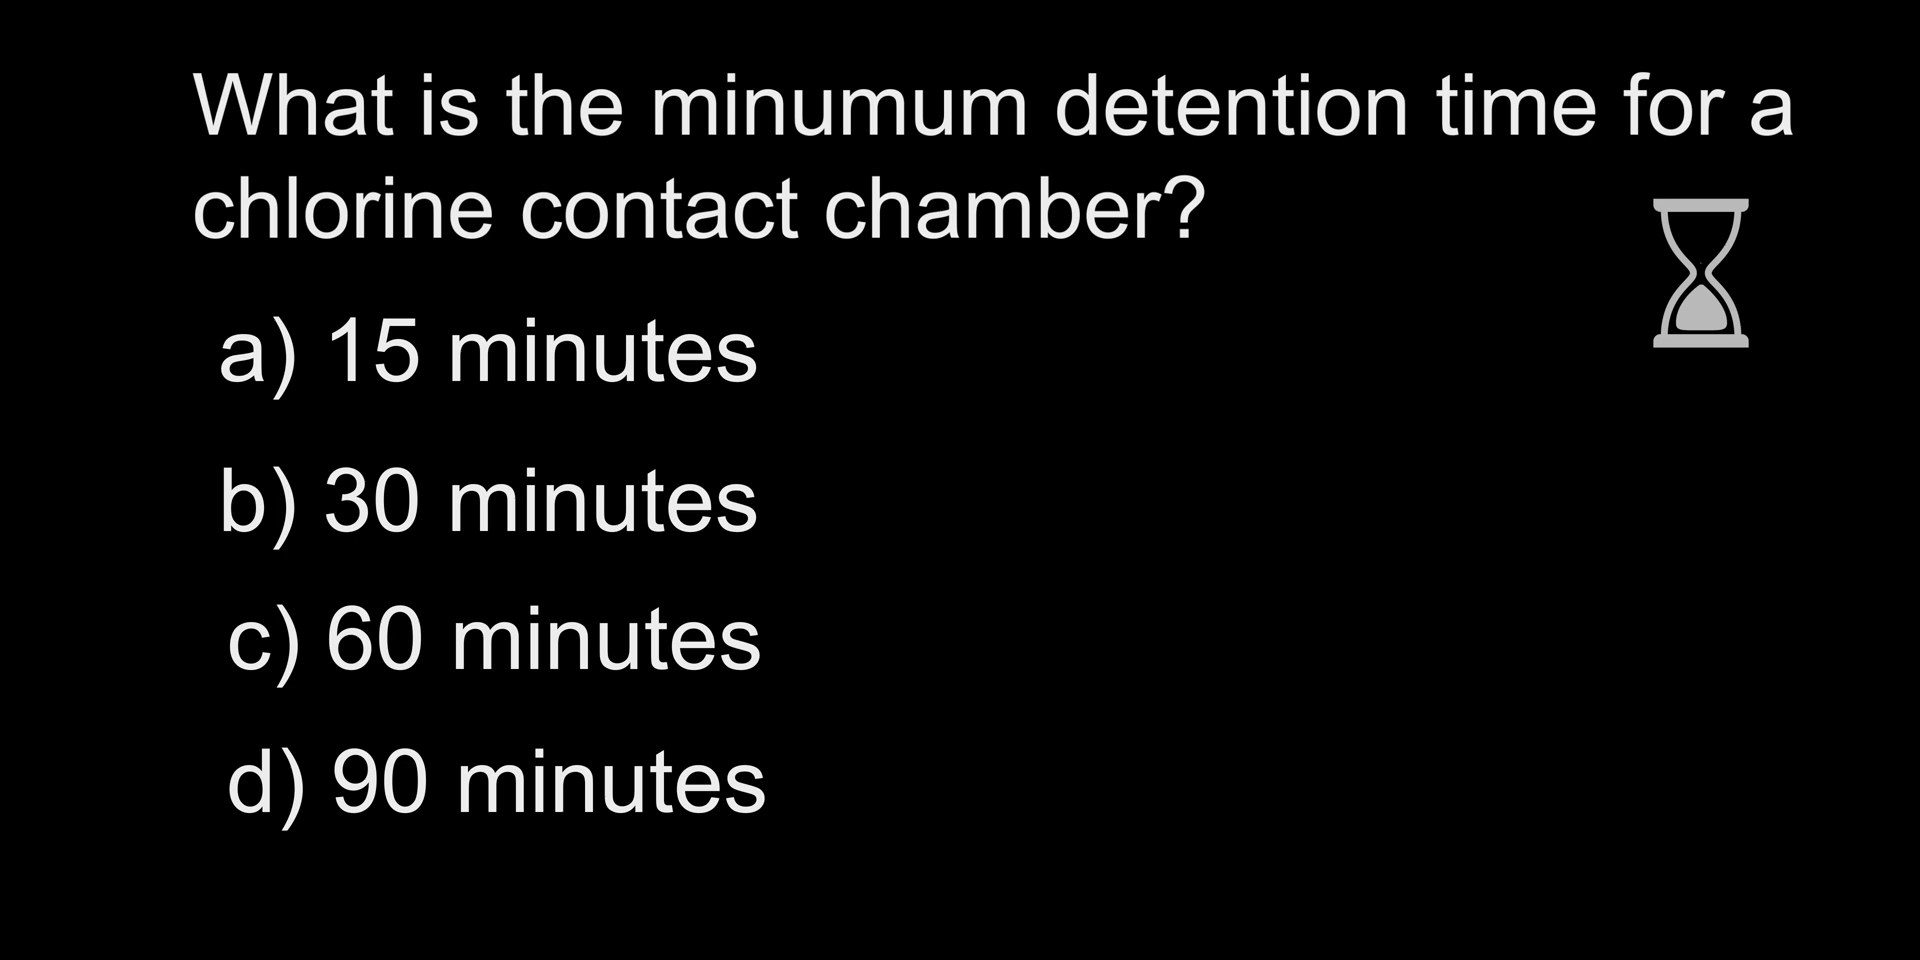 What is the minumum detention time for a
chlorine contact chamber?
a) 15 minutes
b) 30 minutes
c) 60 minutes
d) 90 minutes